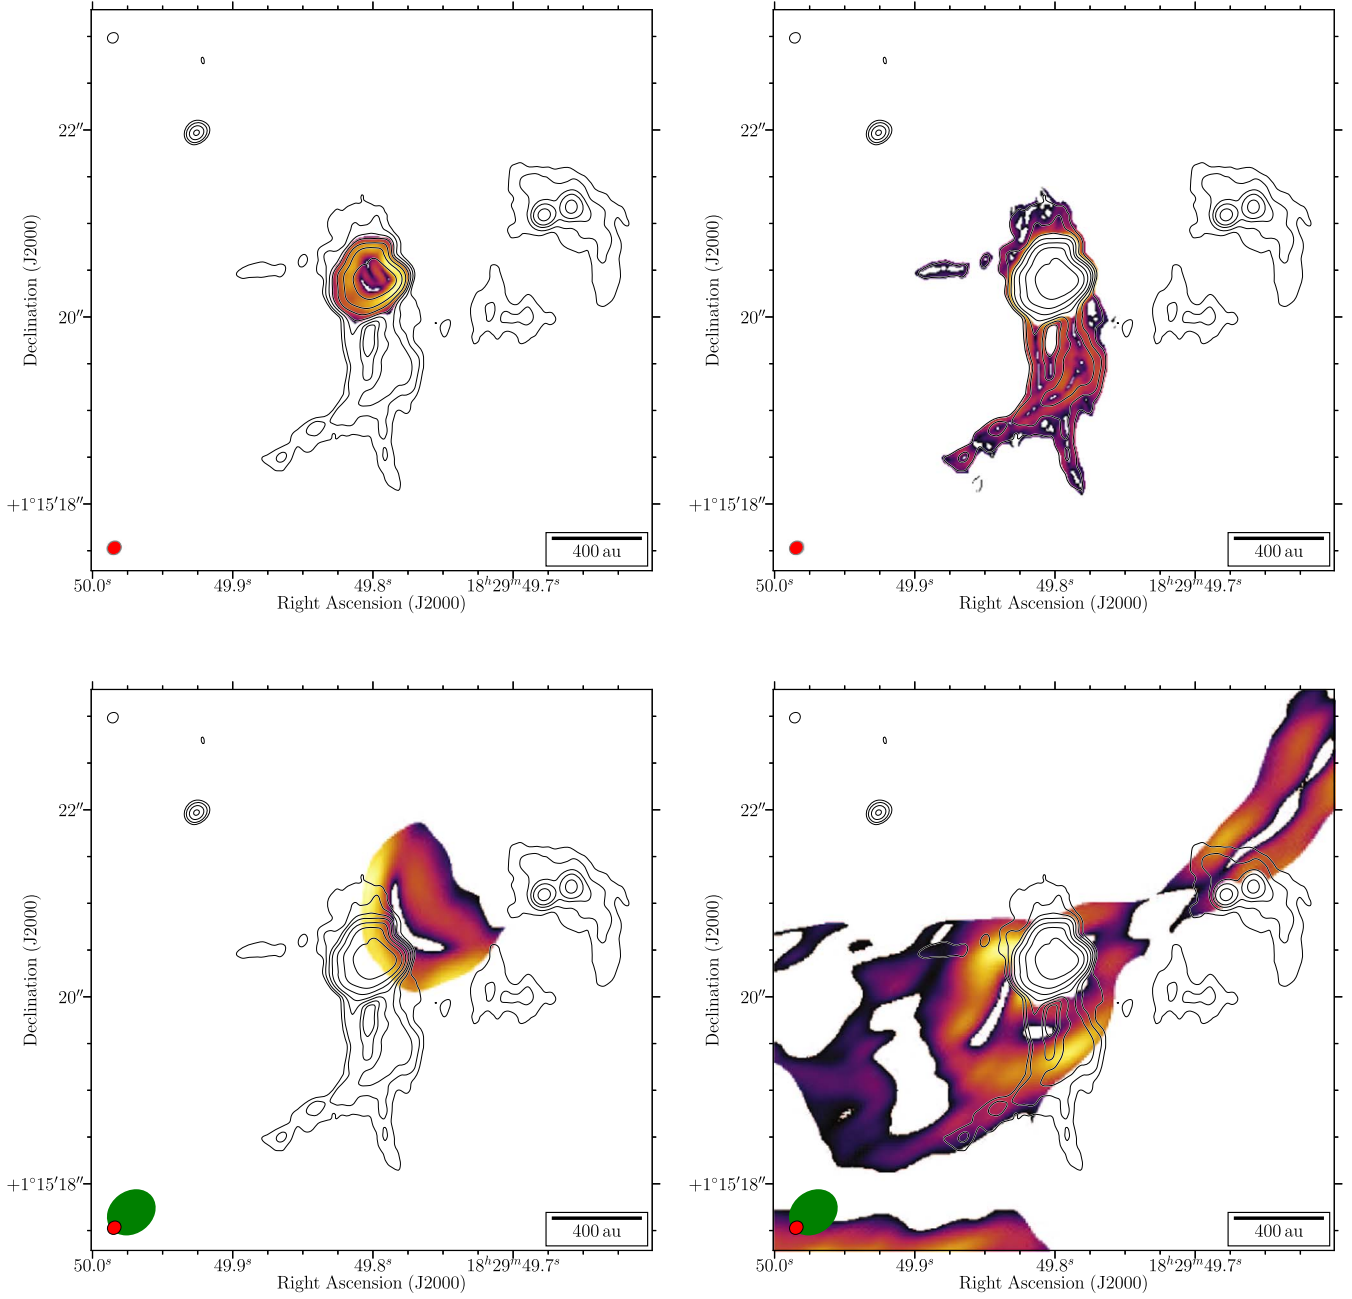 22″
22″
Declination (J2000)
Declination (J2000)
20″
20″
+1°15′18″
+1°15′18″
400 au
400 au
50.0ˢ 49.9ˢ 49.8ˢ 18ʰ29ᵐ49.7ˢ
50.0ˢ 49.9ˢ 49.8ˢ 18ʰ29ᵐ49.7ˢ
Right Ascension (J2000)
Right Ascension (J2000)
22″
22″
Declination (J2000)
Declination (J2000)
20″
20″
+1°15′18″
+1°15′18″
400 au
400 au
50.0ˢ 49.9ˢ 49.8ˢ 18ʰ29ᵐ49.7ˢ
50.0ˢ 49.9ˢ 49.8ˢ 18ʰ29ᵐ49.7ˢ
Right Ascension (J2000)
Right Ascension (J2000)